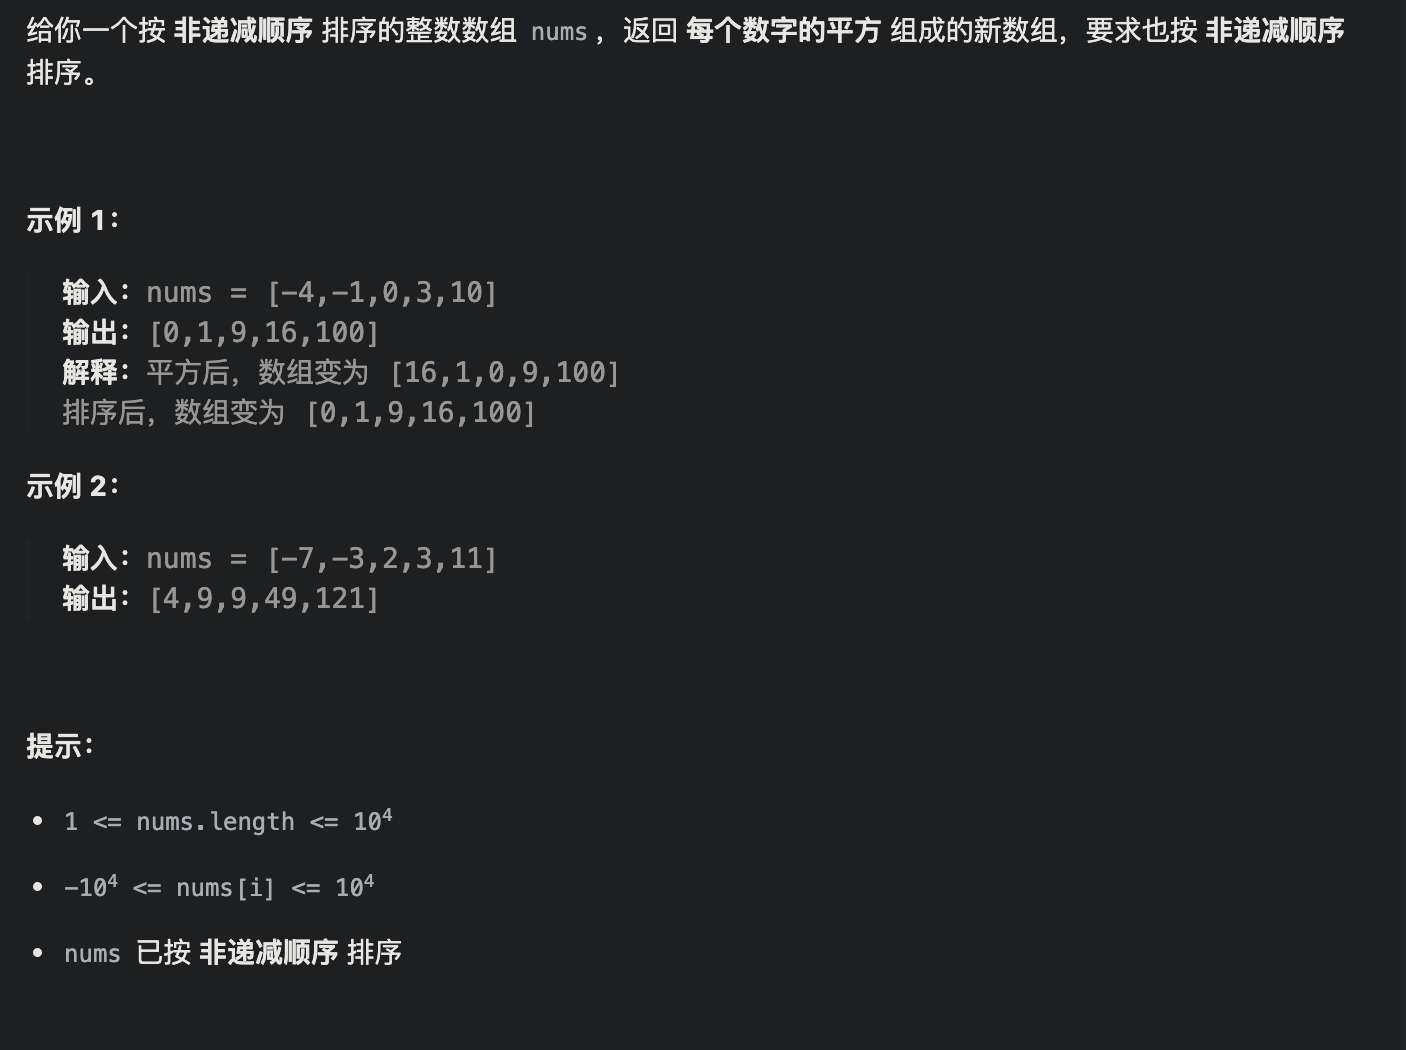 给你一个按 非递减顺序 排序的整数数组 nums，返回 每个数字的平方 组成的新数组，要求也按 非递减顺序
排序。
示例 1：
输入：nums = [-4,-1,0,3,10]
输出：[0,1,9,16,100]
解释：平方后，数组变为 [16,1,0,9,100]
排序后，数组变为 [0,1,9,16,100]
示例 2：
输入：nums = [-7,-3,2,3,11]
输出：[4,9,9,49,121]
提示：
• 1 <= nums.length <= 10⁴
• -10⁴ <= nums[i] <= 10⁴
• nums 已按 非递减顺序 排序